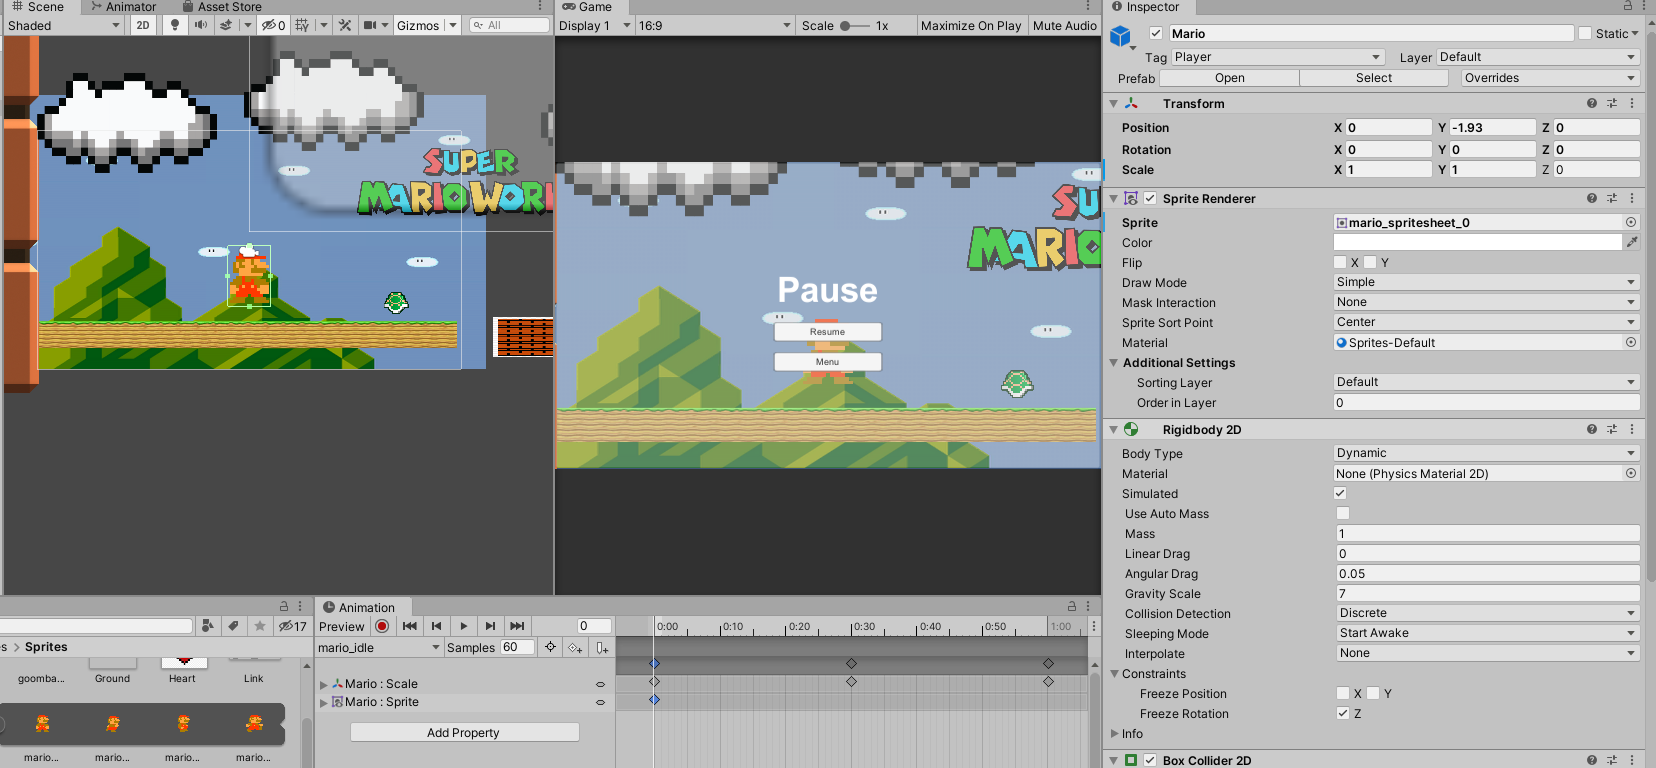 Scene
Animator
Asset Store
Shaded
2D
0
Gizmos
All
SUPER
MARIO WOR
Game
Display 1
16:9
Scale
1x
Maximize On Play
Mute Audio
SU
MARIO
Pause
Resume
Menu
17
Sprites
goomba...
Ground
Heart
Link
mario...
mario...
mario...
mario...
Animation
Preview
0
mario_idle
Samples
60
0:00
0:10
0:20
0:30
0:40
0:50
1:00
Mario : Scale
Mario : Sprite
Add Property
Inspector
Mario
Static
Tag
Player
Layer
Default
Prefab
Open
Select
Overrides
Transform
Position
X 0
Y -1.93
Z 0
Rotation
X 0
Y 0
Z 0
Scale
X 1
Y 1
Z 0
Sprite Renderer
Sprite
mario_spritesheet_0
Color
Flip
X
Y
Draw Mode
Simple
Mask Interaction
None
Sprite Sort Point
Center
Material
Sprites-Default
Additional Settings
Sorting Layer
Default
Order in Layer
0
Rigidbody 2D
Body Type
Dynamic
Material
None (Physics Material 2D)
Simulated
Use Auto Mass
Mass
1
Linear Drag
0
Angular Drag
0.05
Gravity Scale
7
Collision Detection
Discrete
Sleeping Mode
Start Awake
Interpolate
None
Constraints
Freeze Position
X
Y
Freeze Rotation
Z
Info
Box Collider 2D